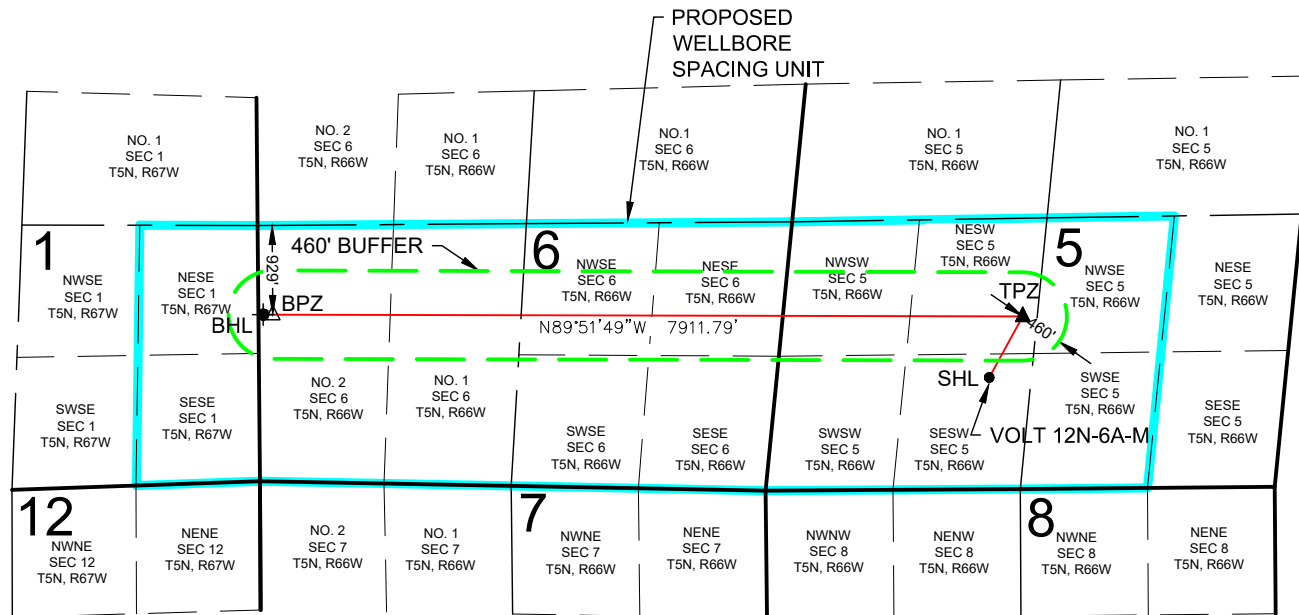 PROPOSED
WELLBORE
SPACING UNIT
NO. 1
SEC 1
T5N, R67W
NO. 2
SEC 6
T5N, R66W
NO. 1
SEC 6
T5N, R66W
NO.1
SEC 6
T5N, R66W
NO. 1
SEC 5
T5N, R66W
NO. 1
SEC 5
T5N, R66W
1
NWSE
SEC 1
T5N, R67W
NESE
SEC 1
T5N, R67W
929'
460' BUFFER
6
NWSE
SEC 6
T5N, R66W
NESE
SEC 6
T5N, R66W
NWSW
SEC 5
T5N, R66W
NESW
SEC 5
T5N, R66W
5
NWSE
SEC 5
T5N, R66W
NESE
SEC 5
T5N, R66W
BHL
BPZ
N89°51'49"W 7911.79'
TPZ
460'
SHL
VOLT 12N-6A-M
SWSE
SEC 1
T5N, R67W
SESE
SEC 1
T5N, R67W
NO. 2
SEC 6
T5N, R66W
NO. 1
SEC 6
T5N, R66W
SWSE
SEC 6
T5N, R66W
SESE
SEC 6
T5N, R66W
SWSW
SEC 5
T5N, R66W
SESW
SEC 5
T5N, R66W
SWSE
SEC 5
T5N, R66W
SESE
SEC 5
T5N, R66W
12
NWNE
SEC 12
T5N, R67W
NENE
SEC 12
T5N, R67W
NO. 2
SEC 7
T5N, R66W
NO. 1
SEC 7
T5N, R66W
7
NWNE
SEC 7
T5N, R66W
NENE
SEC 7
T5N, R66W
NWNW
SEC 8
T5N, R66W
NENW
SEC 8
T5N, R66W
8
NWNE
SEC 8
T5N, R66W
NENE
SEC 8
T5N, R66W